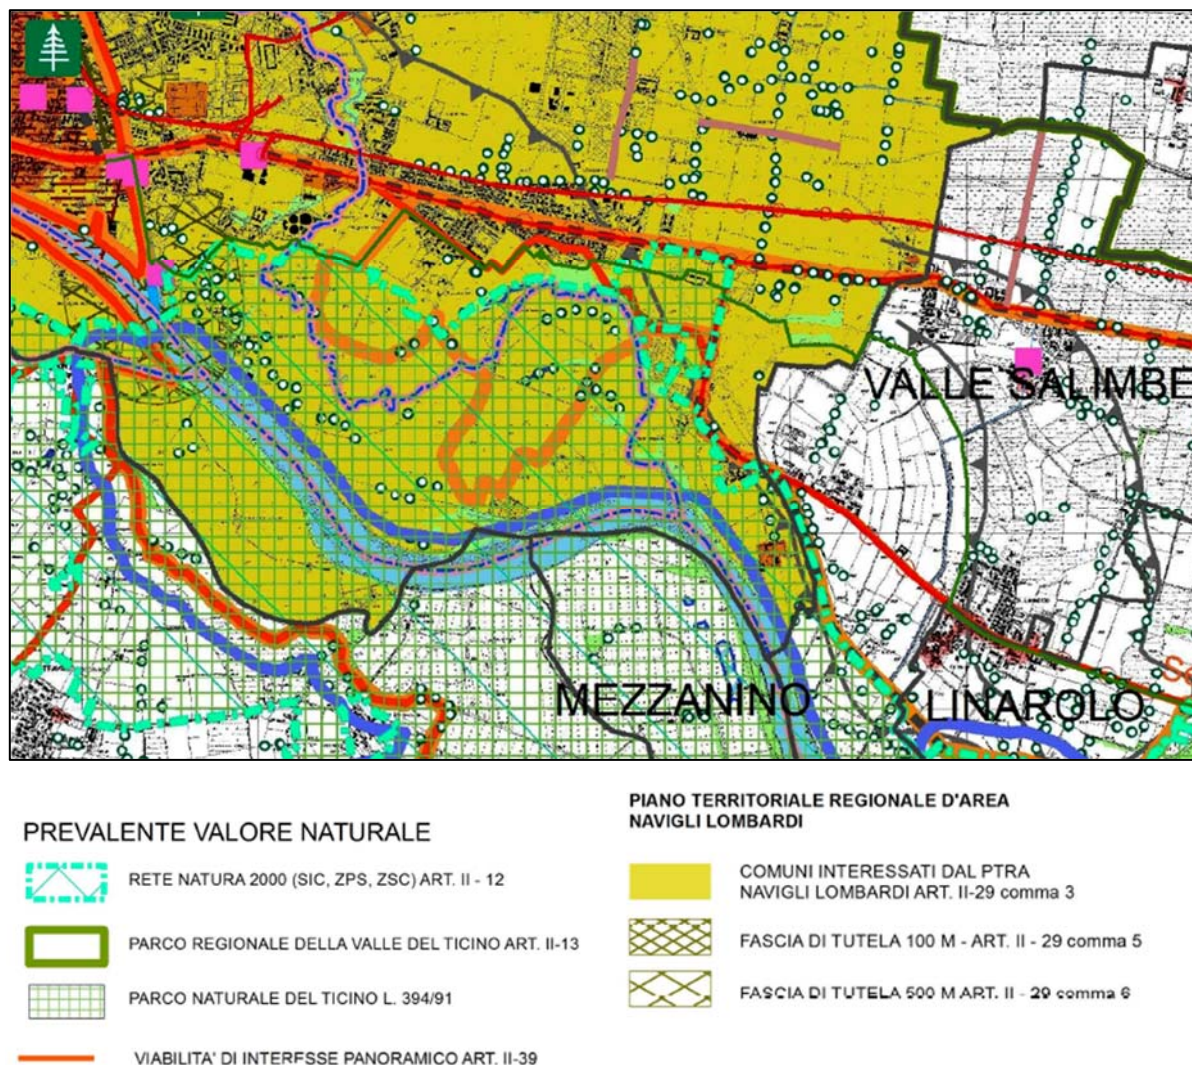 VALLE SALIMBE
MEZZANINO
LINAROLO
PREVALENTE VALORE NATURALE
RETE NATURA 2000 (SIC, ZPS, ZSC) ART. II - 12
PARCO REGIONALE DELLA VALLE DEL TICINO ART. II-13
PARCO NATURALE DEL TICINO L. 394/91
VIABILITA' DI INTERESSE PANORAMICO ART. II-39
PIANO TERRITORIALE REGIONALE D'AREA
NAVIGLI LOMBARDI
COMUNI INTERESSATI DAL PTRA
NAVIGLI LOMBARDI ART. II-29 comma 3
FASCIA DI TUTELA 100 M - ART. II - 29 comma 5
FASCIA DI TUTELA 500 M ART. II - 29 comma 6